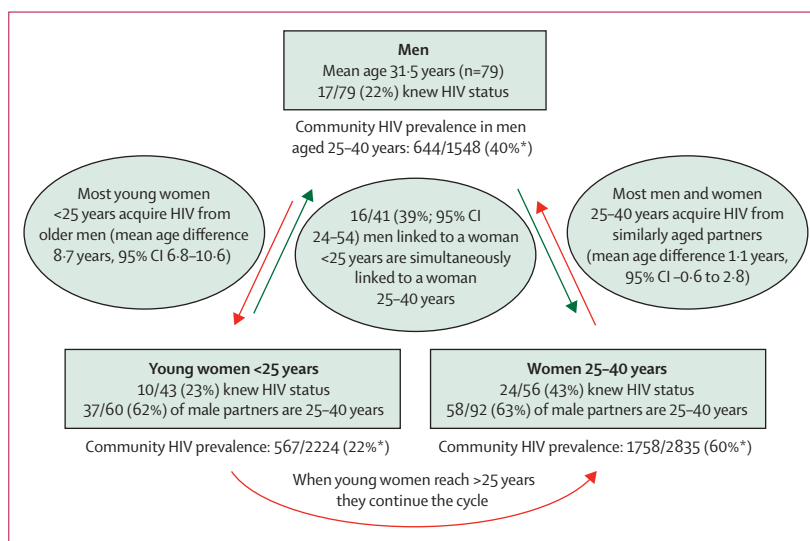 Men
Mean age 31·5 years (n=79)
17/79 (22%) knew HIV status
Community HIV prevalence in men
aged 25–40 years: 644/1548 (40%*)
Most young women
<25 years acquire HIV from
older men (mean age difference
8·7 years, 95% CI 6·8–10·6)
16/41 (39%; 95% CI
24–54) men linked to a woman
<25 years are simultaneously
linked to a woman
25–40 years
Most men and women
25–40 years acquire HIV from
similarly aged partners
(mean age difference 1·1 years,
95% CI –0·6 to 2·8)
Young women <25 years
10/43 (23%) knew HIV status
37/60 (62%) of male partners are 25–40 years
Community HIV prevalence: 567/2224 (22%*)
Women 25–40 years
24/56 (43%) knew HIV status
58/92 (63%) of male partners are 25–40 years
Community HIV prevalence: 1758/2835 (60%*)
When young women reach >25 years
they continue the cycle